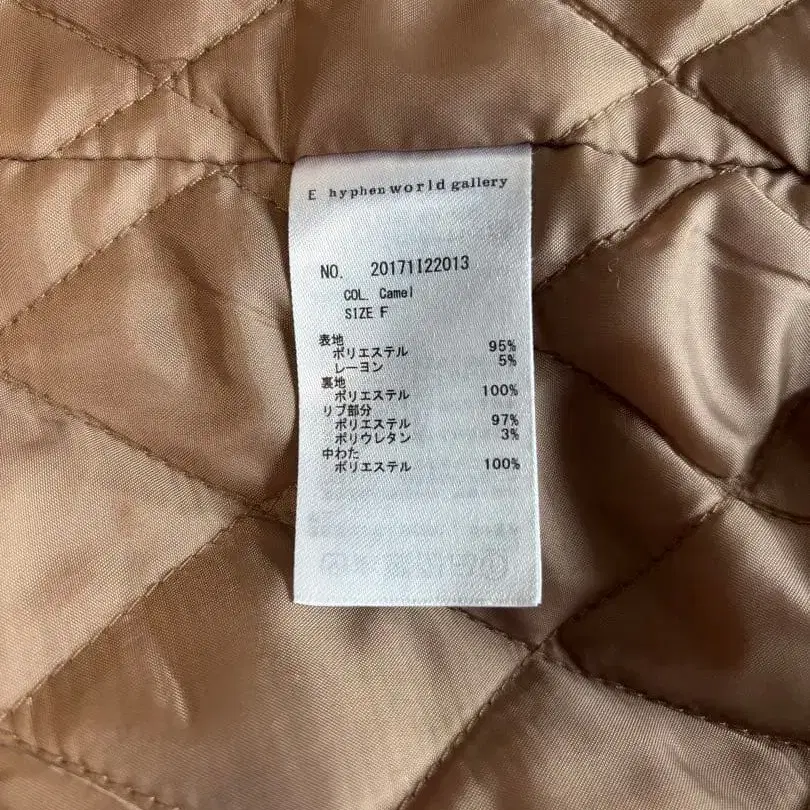 E hyphen world gallery
NO. 20171122013
COL. Camel
SIZE F
表地
ポリエステル 95%
レーヨン 5%
裏地
ポリエステル 100%
リブ部分
ポリエステル 97%
ポリウレタン 3%
中わた
ポリエステル 100%